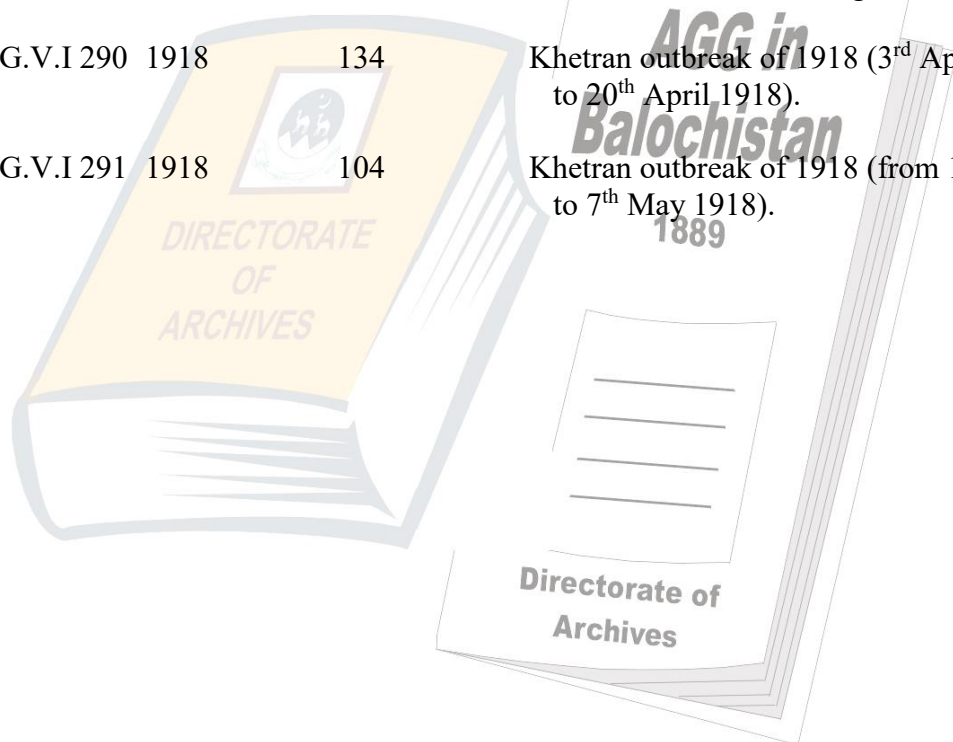 AGG in
G.V.I 290 1918 134 Khetran outbreak of 1918 (3rd Ap
to 20th April 1918).
Balochistan
G.V.I 291 1918 104 Khetran outbreak of 1918 (from 1
to 7th May 1918).
1889
DIRECTORATE
OF
ARCHIVES
Directorate of
Archives